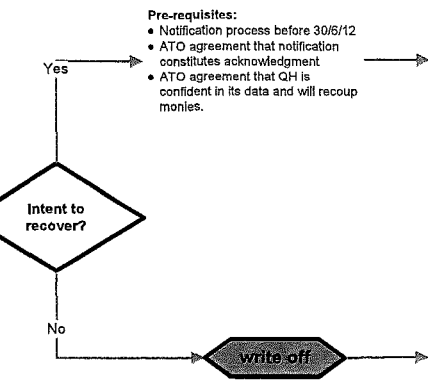 Pre-requisites:
• Notification process before 30/6/12
• ATO agreement that notification
constitutes acknowledgment
• ATO agreement that QH is
confident in its data and will recoup
monies.
Yes
Intent to
recover?
No
write off